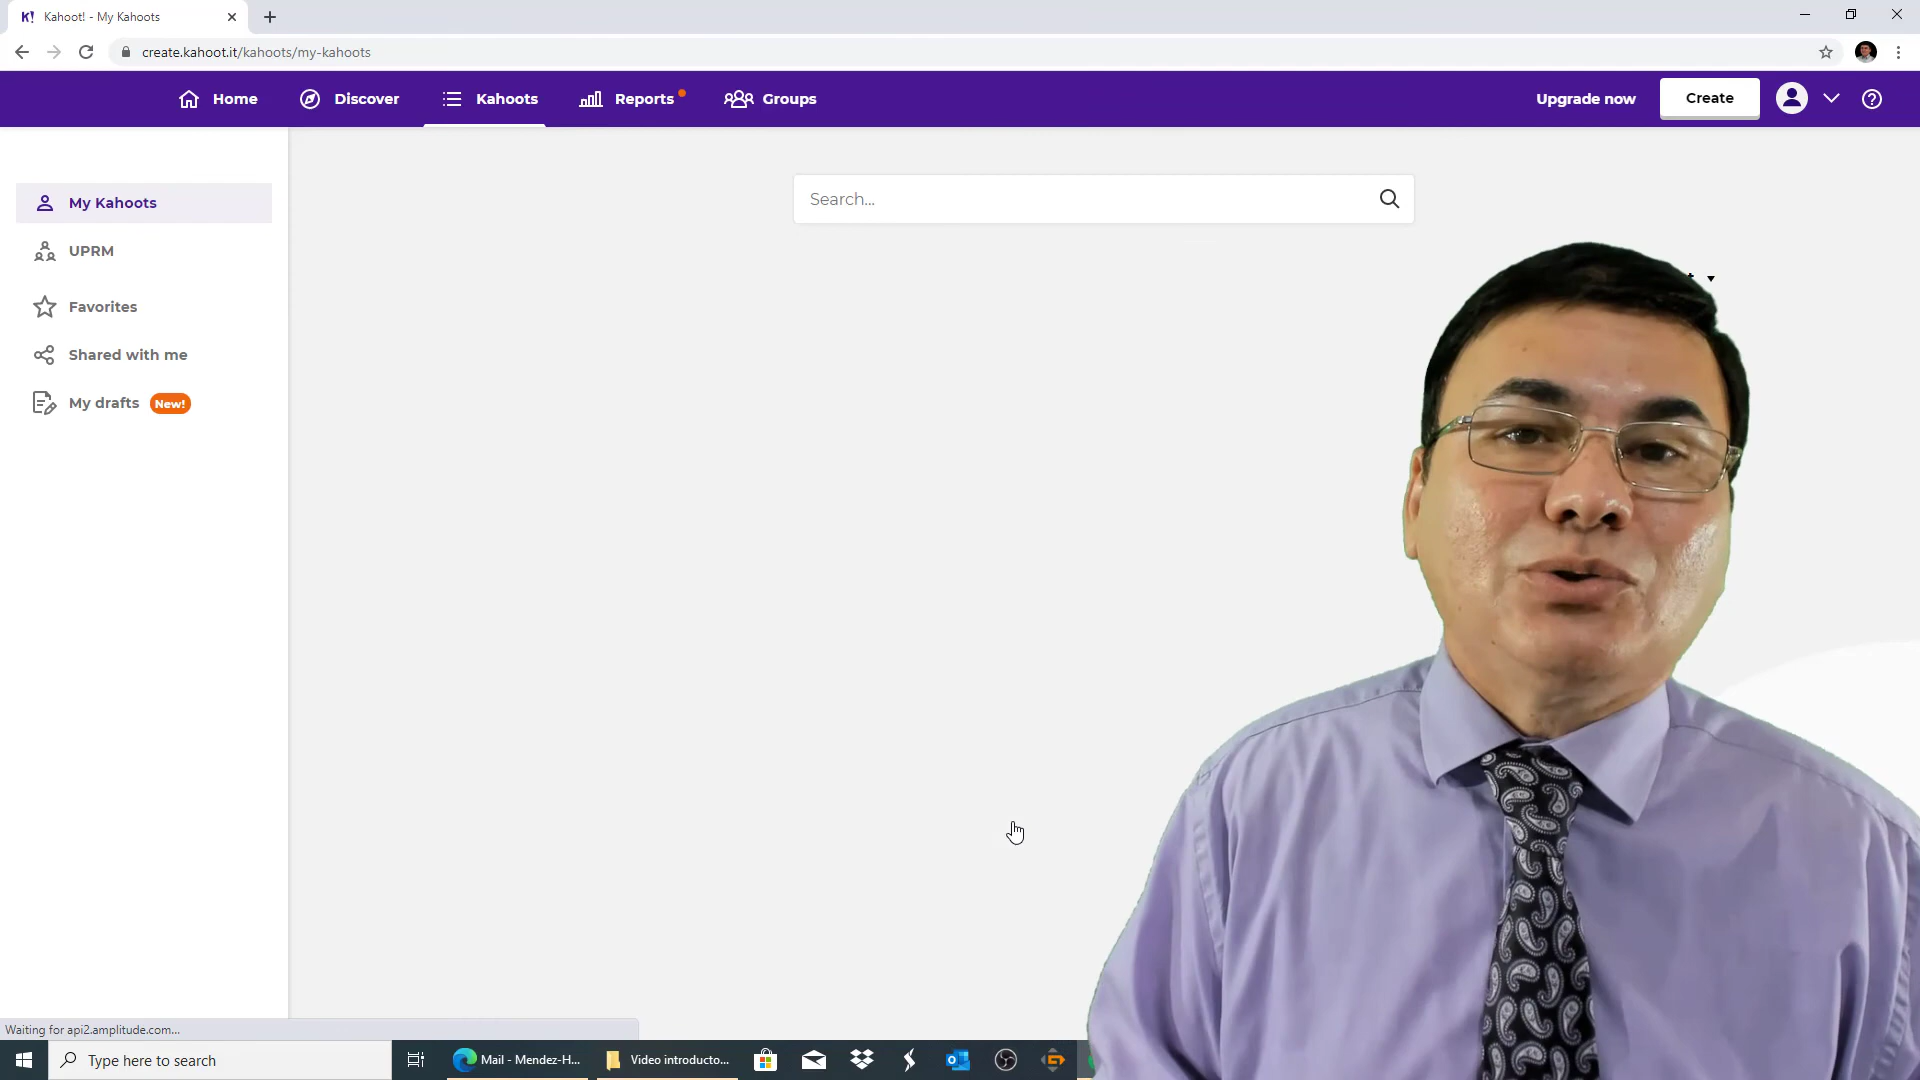 K! Kahoot! - My Kahoots
create.kahoot.it/kahoots/my-kahoots
Home Discover Kahoots Reports Groups Upgrade now Create
Search...
My Kahoots
UPRM
Favorites
Shared with me
My drafts New!
Waiting for api2.amplitude.com...
Type here to search Mail - Mendez-H... Video introducto...